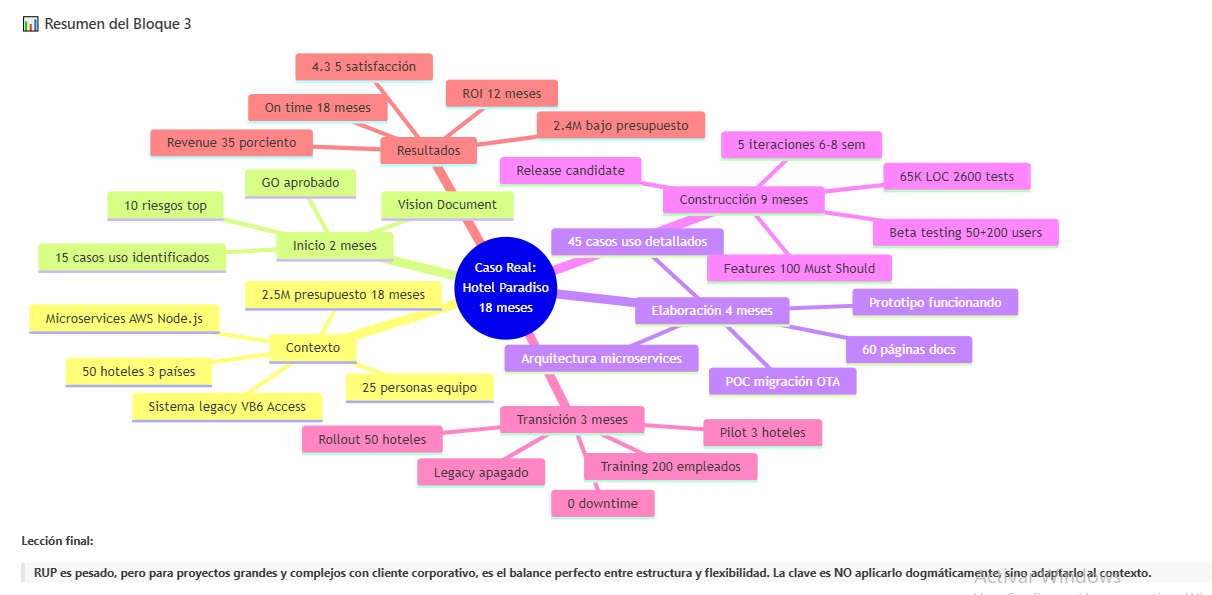 Resumen del Bloque 3
4.3 5 satisfacción
ROI 12 meses
On time 18 meses
2.4M bajo presupuesto
Revenue 35 porciento
Resultados
5 iteraciones 6-8 sem
Release candidate
65K LOC 2600 tests
Construcción 9 meses
Beta testing 50+200 users
Features 100 Must Should
GO aprobado
10 riesgos top
Vision Document
Inicio 2 meses
15 casos uso identificados
Caso Real:
Hotel Paradiso
18 meses
45 casos uso detallados
Elaboración 4 meses
Prototipo funcionando
60 páginas docs
Arquitectura microservices
POC migración OTA
2.5M presupuesto 18 meses
Microservices AWS Node.js
Contexto
50 hoteles 3 países
25 personas equipo
Sistema legacy VB6 Access
Transición 3 meses
Rollout 50 hoteles
Pilot 3 hoteles
Legacy apagado
Training 200 empleados
0 downtime
Lección final:
RUP es pesado, pero para proyectos grandes y complejos con cliente corporativo, es el balance perfecto entre estructura y flexibilidad. La clave es NO aplicarlo dogmáticamente, sino adaptarlo al contexto.
Activar Windows